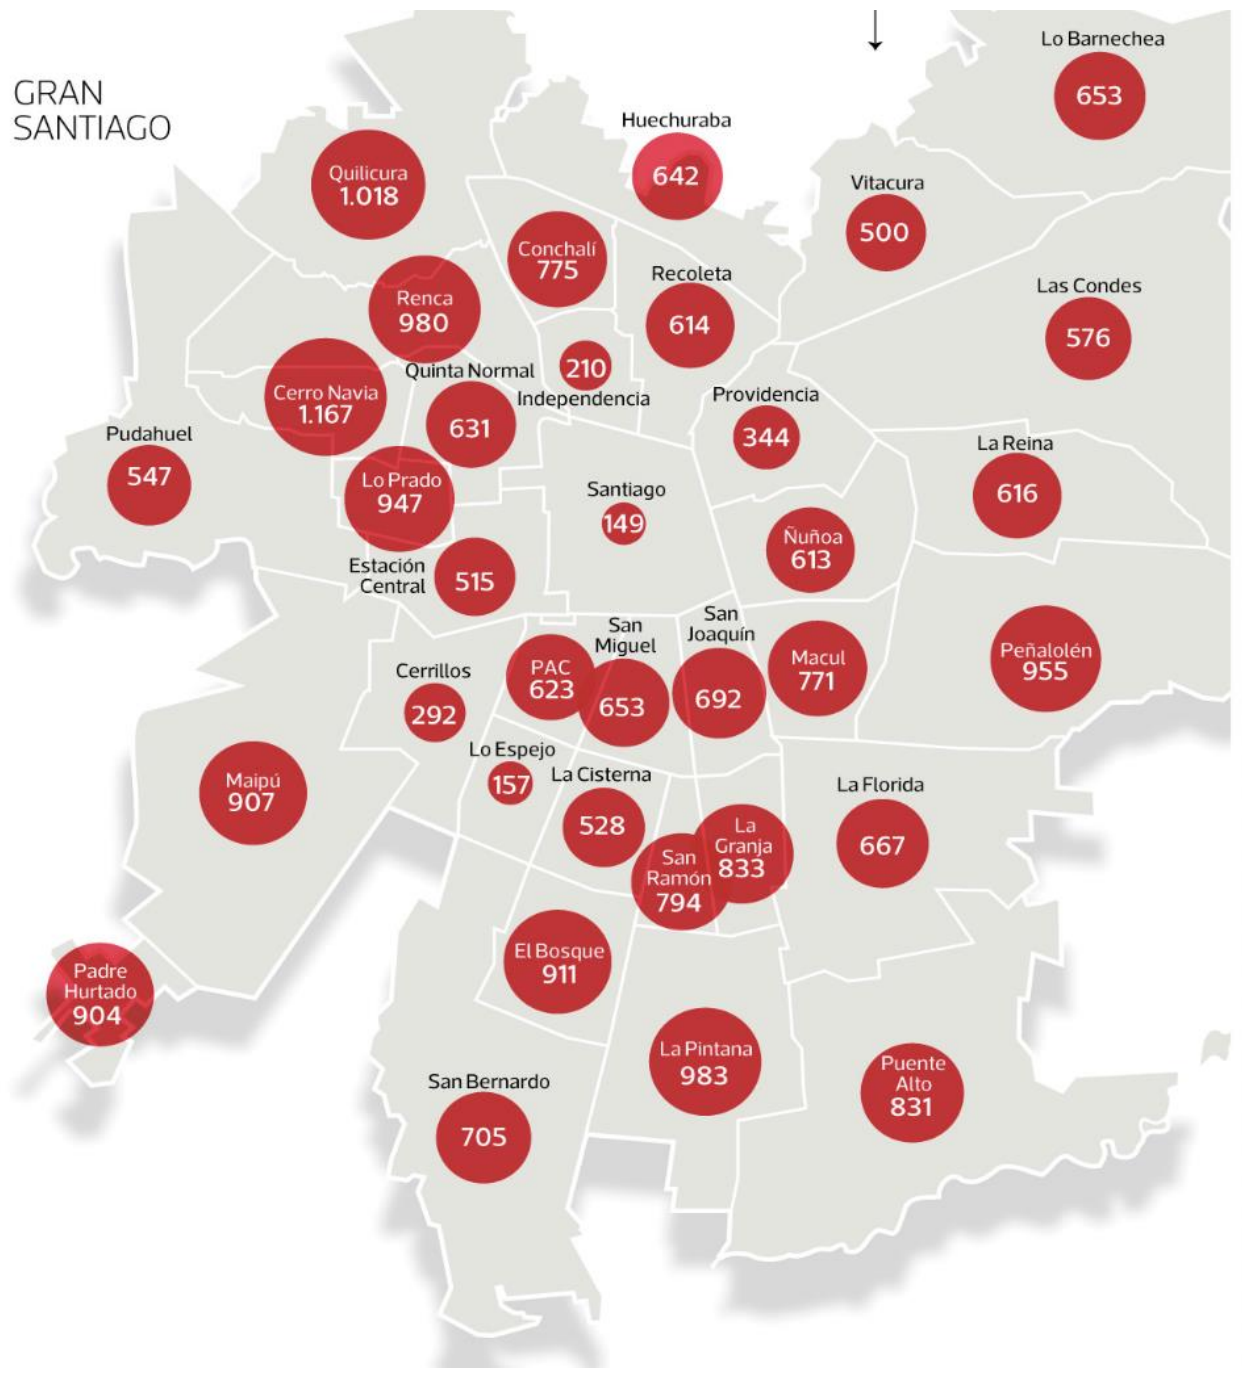 GRAN
SANTIAGO
Lo Barnechea
653
Huechuraba
642
Quilicura
1.018
Vitacura
500
Conchalí
775
Recoleta
614
Las Condes
576
Renca
980
210
Independencia
Quinta Normal
631
Cerro Navia
1.167
Providencia
344
Pudahuel
547
La Reina
616
Lo Prado
947
Santiago
149
Ñuñoa
613
Estación
Central
515
San
Miguel
653
San
Joaquín
692
PAC
623
Macul
771
Peñalolén
955
Cerrillos
292
Lo Espejo
157
La Cisterna
528
Maipú
907
La Florida
667
La
Granja
833
San
Ramón
794
El Bosque
911
Padre
Hurtado
904
La Pintana
983
Puente
Alto
831
San Bernardo
705